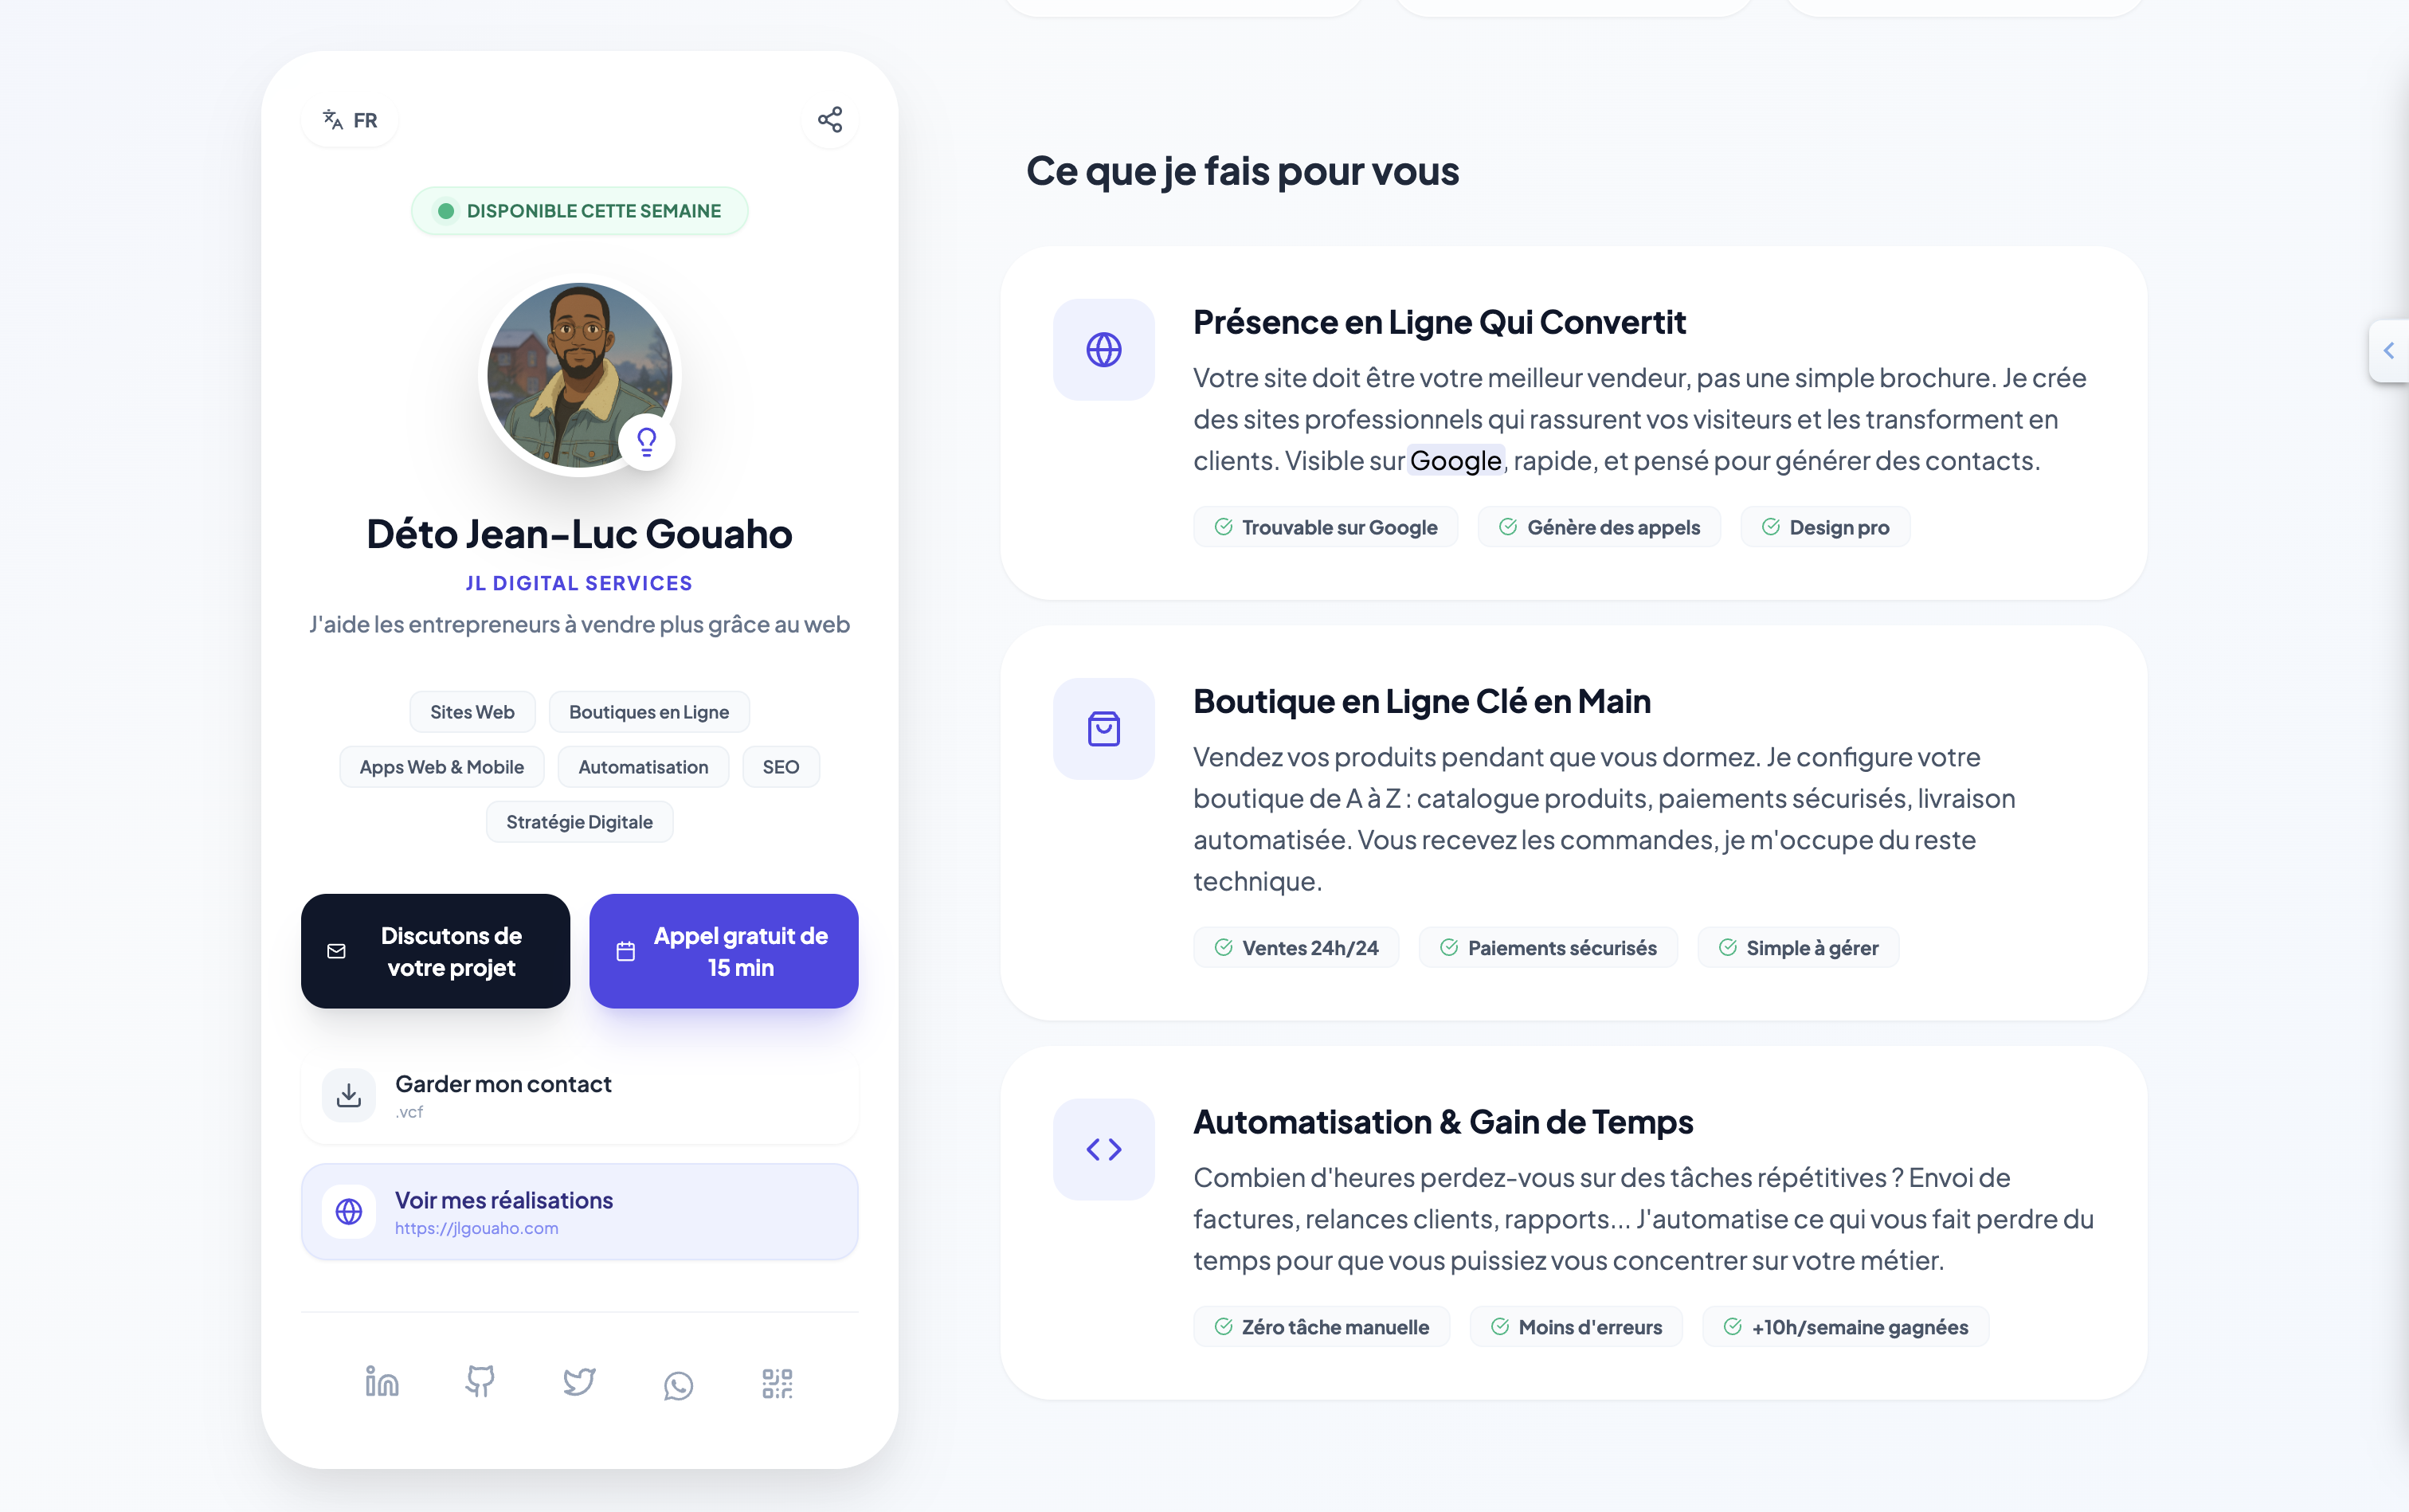 FR
DISPONIBLE CETTE SEMAINE
Déto Jean-Luc Gouaho
JL DIGITAL SERVICES
J'aide les entrepreneurs à vendre plus grâce au web
Sites Web
Boutiques en Ligne
Apps Web & Mobile
Automatisation
SEO
Stratégie Digitale
Discutons de
votre projet
Appel gratuit de
15 min
Garder mon contact
.vcf
Voir mes réalisations
https://jlgouaho.com
Ce que je fais pour vous
Présence en Ligne Qui Convertit
Votre site doit être votre meilleur vendeur, pas une simple brochure. Je crée
des sites professionnels qui rassurent vos visiteurs et les transforment en
clients. Visible sur Google, rapide, et pensé pour générer des contacts.
Trouvable sur Google
Génère des appels
Design pro
Boutique en Ligne Clé en Main
Vendez vos produits pendant que vous dormez. Je configure votre
boutique de A à Z : catalogue produits, paiements sécurisés, livraison
automatisée. Vous recevez les commandes, je m'occupe du reste
technique.
Ventes 24h/24
Paiements sécurisés
Simple à gérer
Automatisation & Gain de Temps
Combien d'heures perdez-vous sur des tâches répétitives ? Envoi de
factures, relances clients, rapports... J'automatise ce qui vous fait perdre du
temps pour que vous puissiez vous concentrer sur votre métier.
Zéro tâche manuelle
Moins d'erreurs
+10h/semaine gagnées